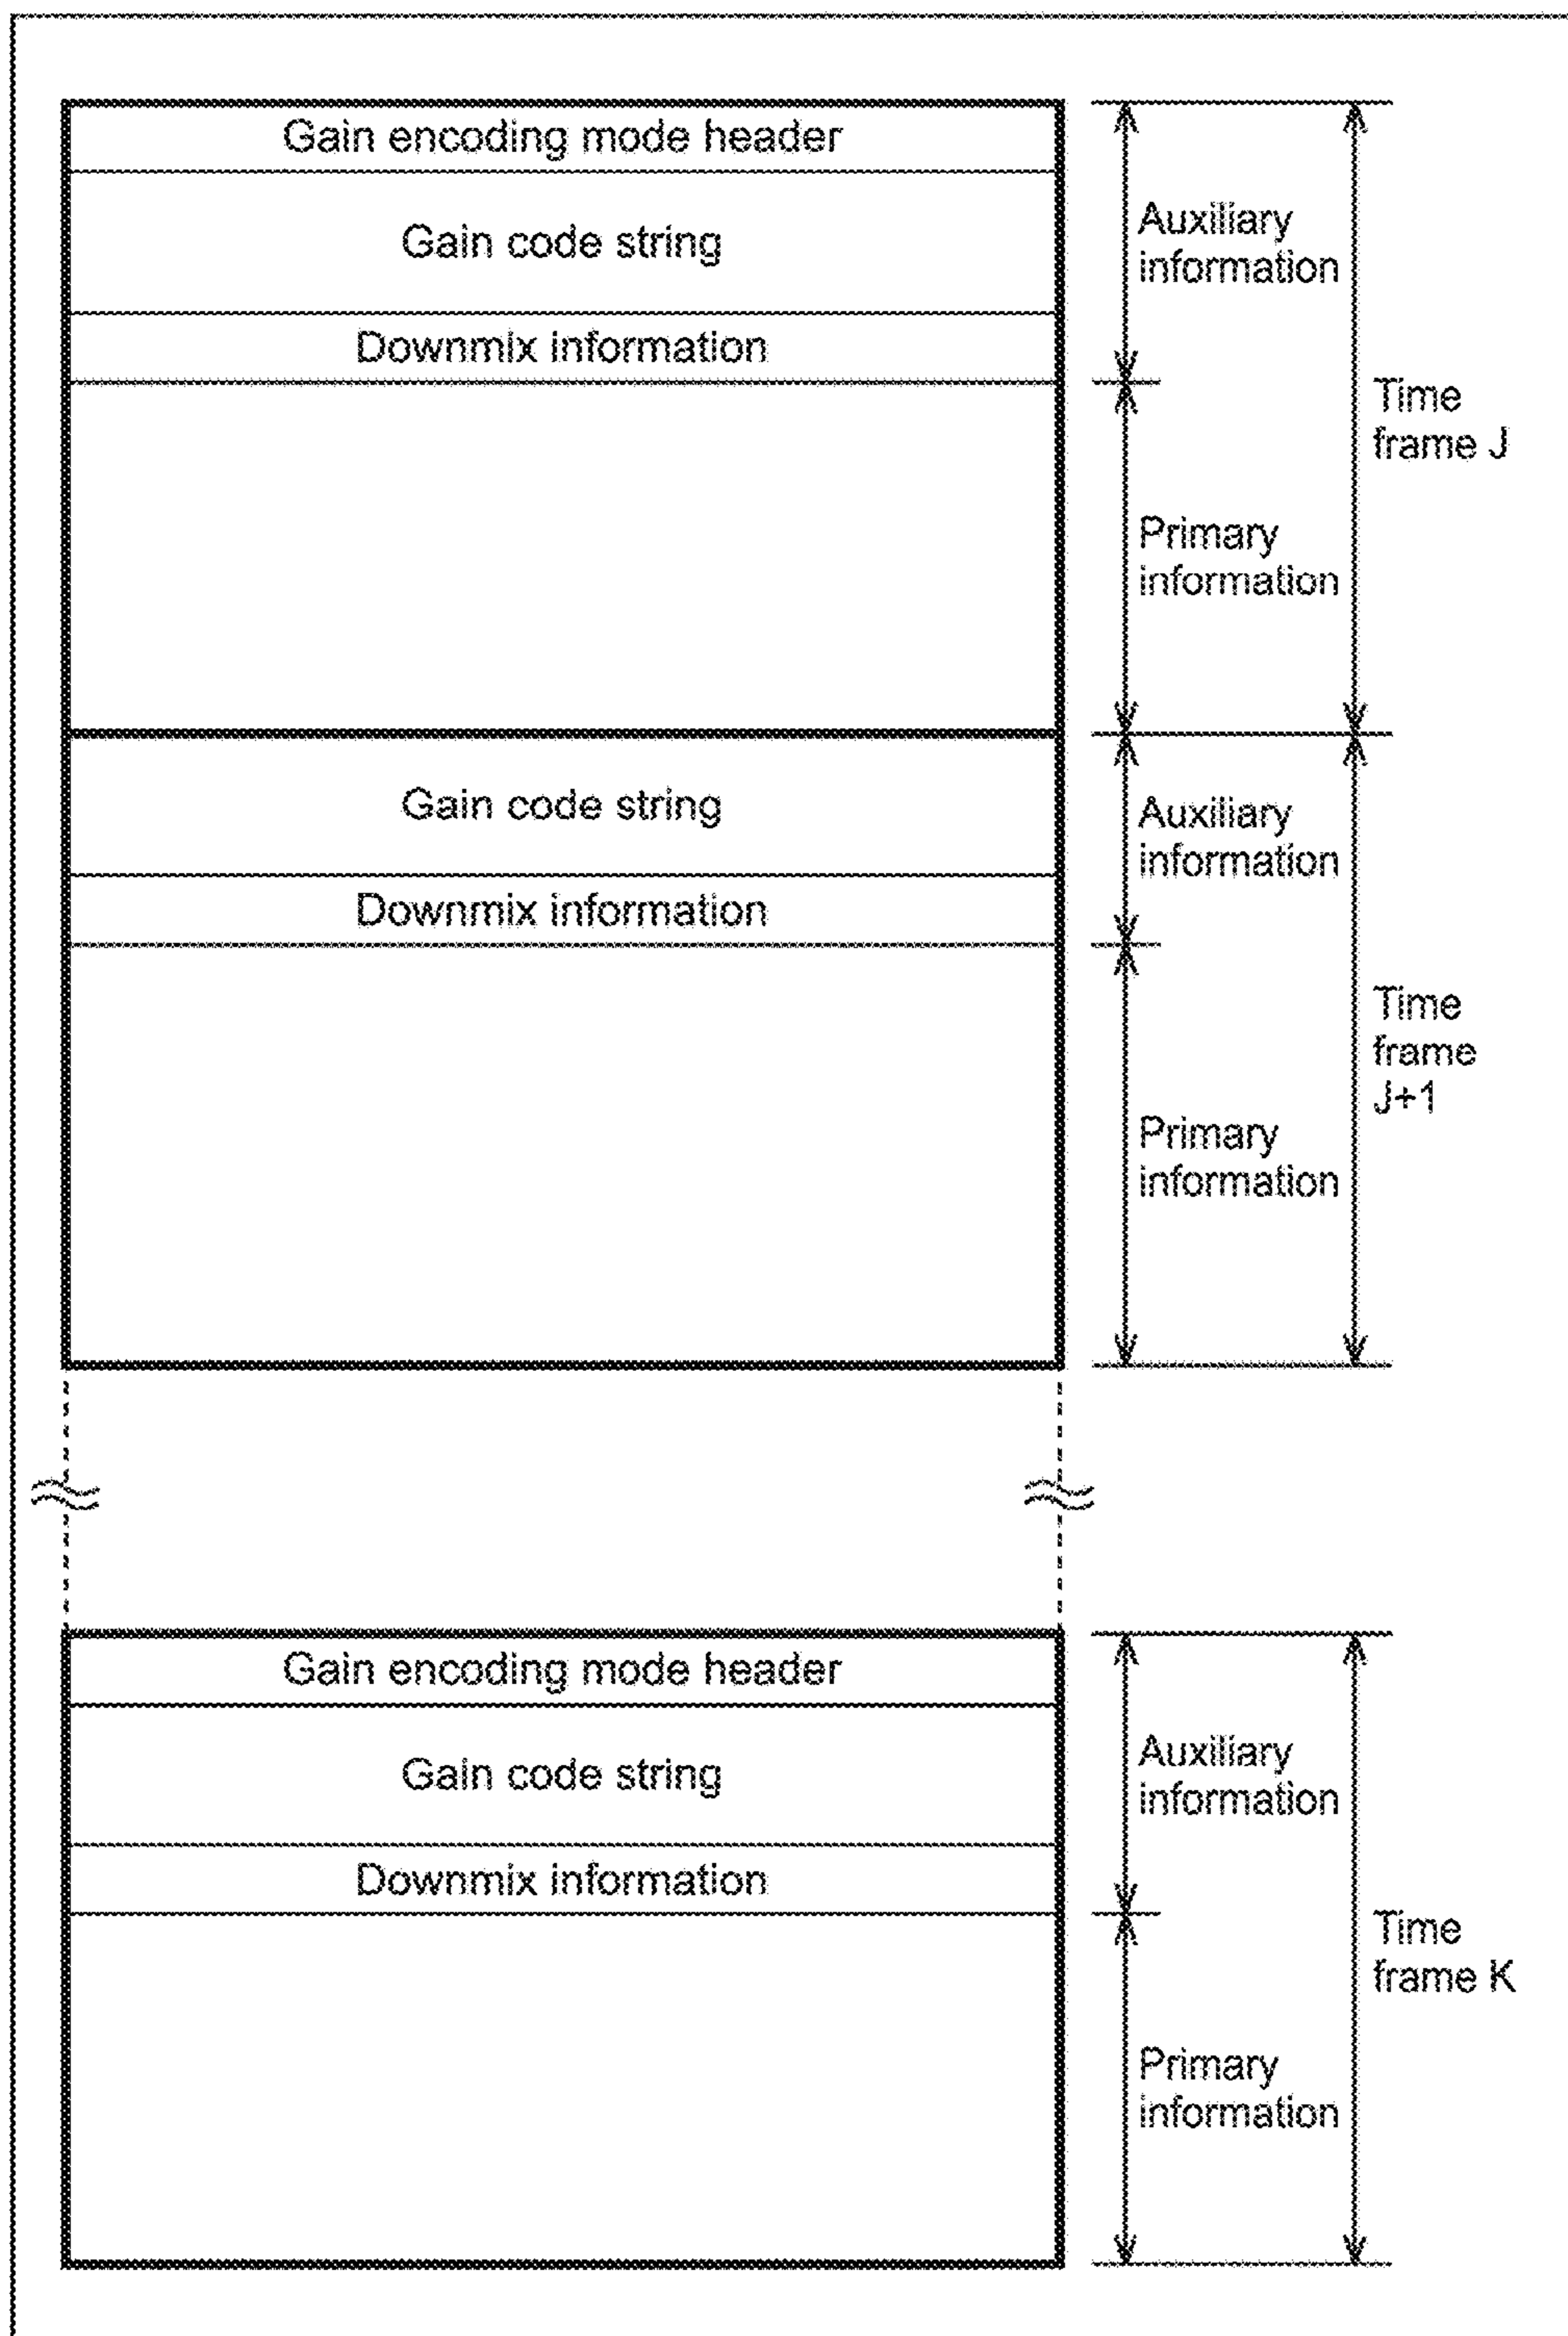 Gain encoding mode header
Gain code string
Downmix information
Auxiliary
information
Primary
information
Time
frame J
Gain code string
Downmix information
Auxiliary
information
Primary
information
Time
frame
J+1
Gain encoding mode header
Gain code string
Downmix information
Auxiliary
information
Primary
information
Time
frame K